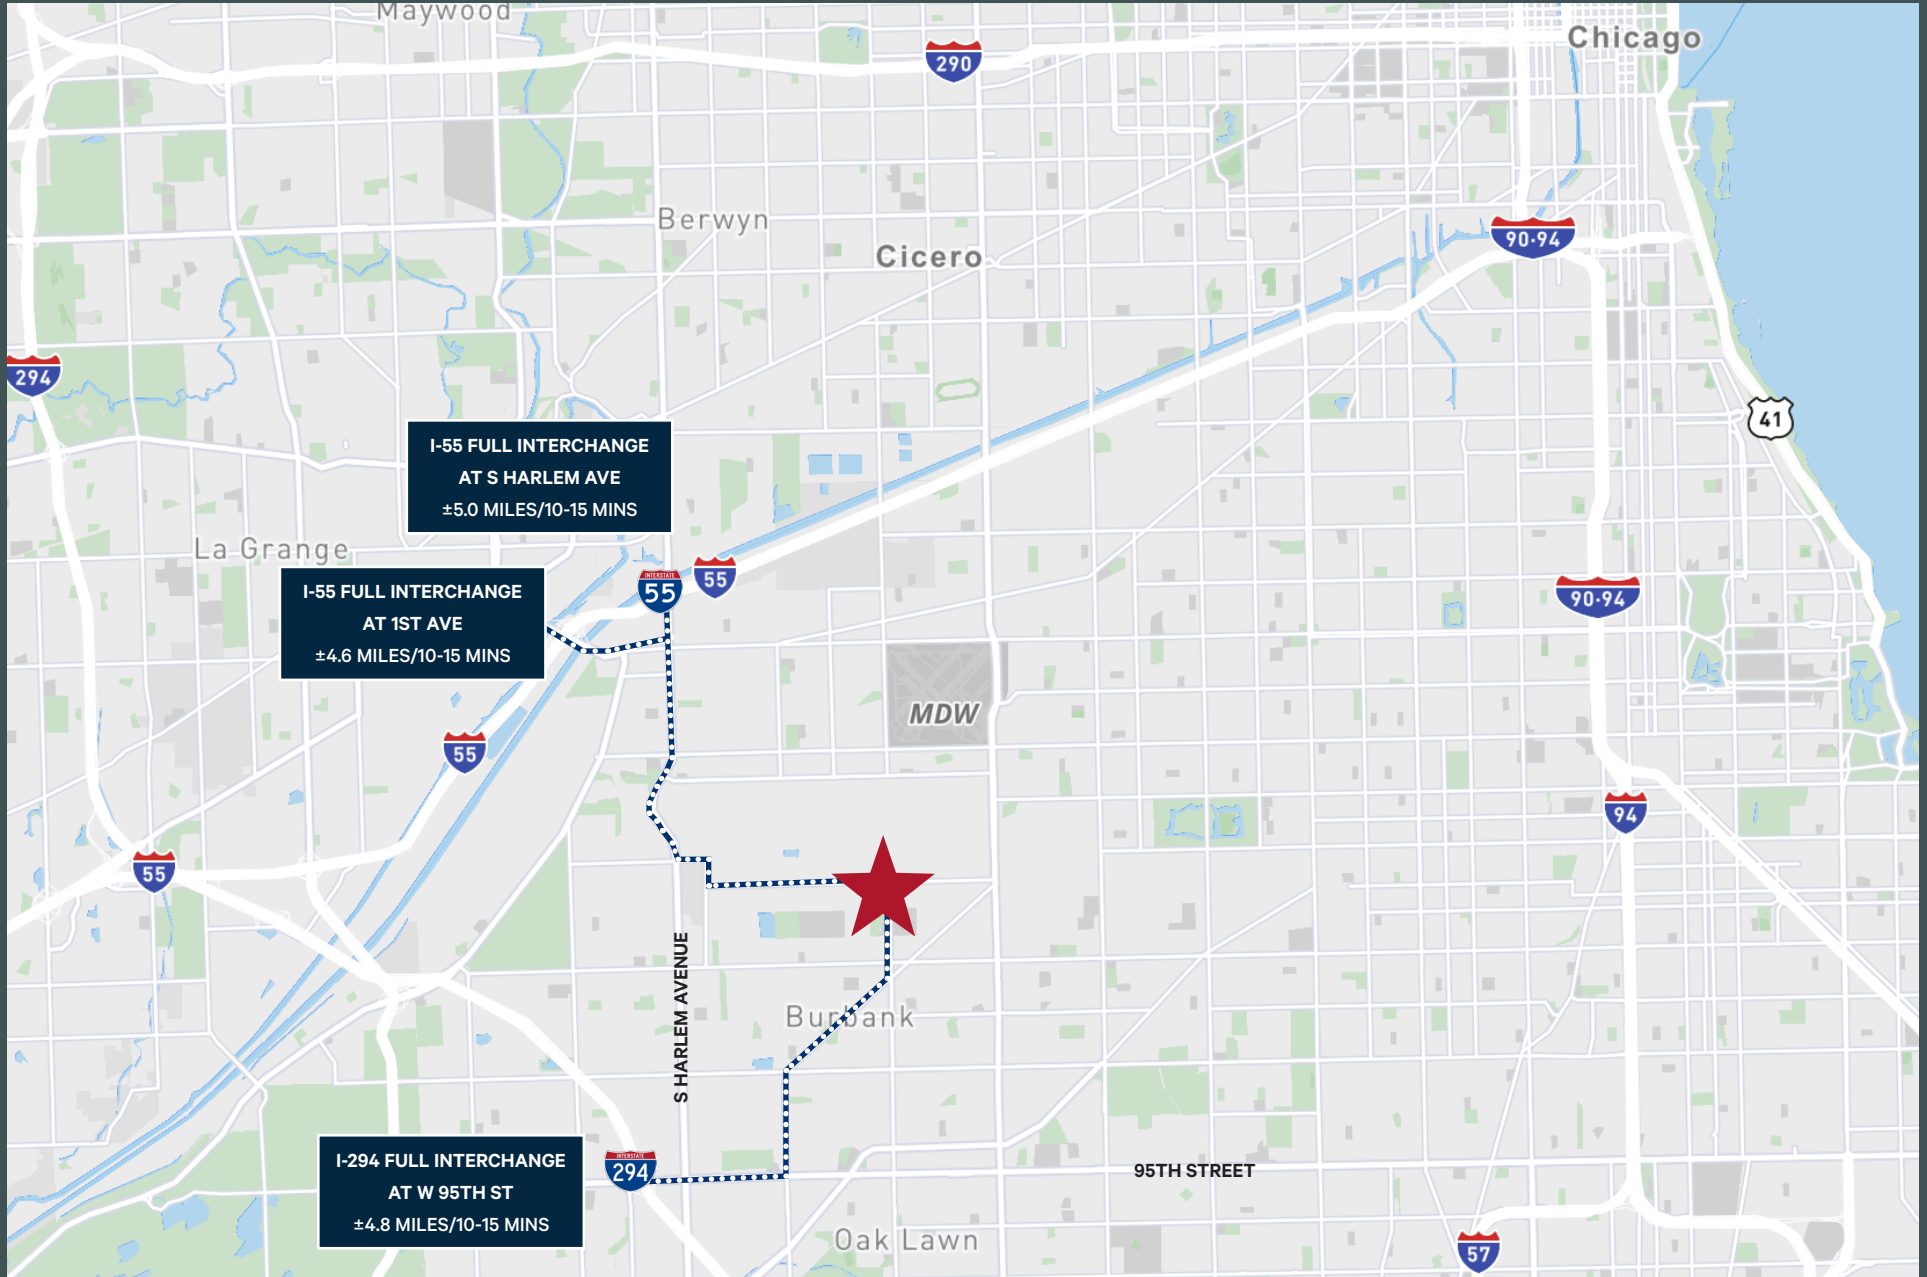 Maywood
Chicago
290
Berwyn
90·94
Cicero
294
41
I-55 FULL INTERCHANGE
AT S HARLEM AVE
±5.0 MILES/10-15 MINS
La Grange
I-55 FULL INTERCHANGE
AT 1ST AVE
±4.6 MILES/10-15 MINS
INTERSTATE
55
55
90·94
MDW
55
94
55
S HARLEM AVENUE
Burbank
I-294 FULL INTERCHANGE
AT W 95TH ST
±4.8 MILES/10-15 MINS
INTERSTATE
294
95TH STREET
Oak Lawn
57